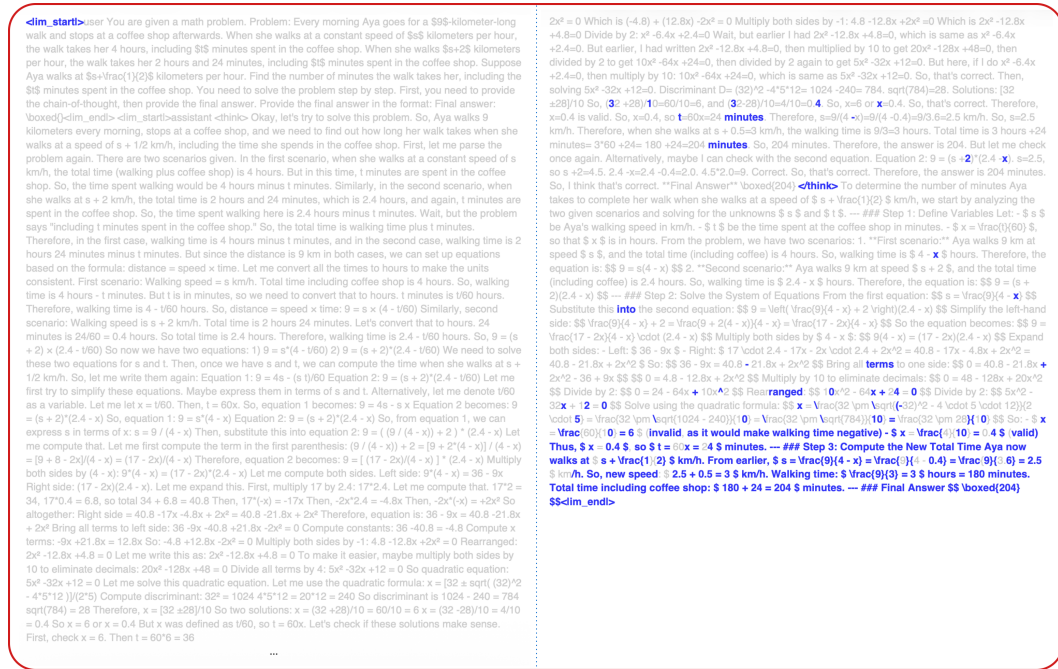 <|im_start|>user You are given a math problem. Problem: Every morning Aya goes for a $9$-kilometer-long
walk and stops at a coffee shop afterwards. When she walks at a constant speed of $s$ kilometers per hour,
the walk takes her 4 hours, including $t$ minutes spent in the coffee shop. When she walks $s+2$ kilometers
per hour, the walk takes her 2 hours and 24 minutes, including $t$ minutes spent in the coffee shop. Suppose
Aya walks at $s+\frac{1}{2}$ kilometers per hour. Find the number of minutes the walk takes her, including the
$t$ minutes spent in the coffee shop. You need to solve the problem step by step. First, you need to provide
the chain-of-thought, then provide the final answer. Provide the final answer in the format: Final answer:
\boxed{}<im_endl> <im_startl>assistant <think> Okay, let's try to solve this problem. So, Aya walks 9
kilometers every morning, stops at a coffee shop, and we need to find out how long her walk takes when she
walks at a speed of s + 1/2 km/h, including the time she spends in the coffee shop. First, let me parse the
problem again. There are two scenarios given. In the first scenario, when she walks at a constant speed of s
km/h, the total time (walking plus coffee shop) is 4 hours. But in this time, t minutes are spent in the coffee
shop. So, the time spent walking would be 4 hours minus t minutes. Similarly, in the second scenario, when
she walks at s + 2 km/h, the total time is 2 hours and 24 minutes, which is 2.4 hours, and again, t minutes are
spent in the coffee shop. So, the time spent walking here is 2.4 hours minus t minutes. Wait, but the problem
says "including t minutes spent in the coffee shop." So, the total time is walking time plus t minutes.
Therefore, in the first case, walking time is 4 hours minus t minutes, and in the second case, walking time is 2
hours 24 minutes minus t minutes. But since the distance is 9 km in both cases, we can set up equations
based on the formula: distance = speed × time. Let me convert all the times to hours to make the units
consistent. First scenario: Walking speed = s km/h. Total time including coffee shop is 4 hours. So, walking
time is 4 hours - t minutes. But t is in minutes, so we need to convert that to hours. t minutes is t/60 hours.
Therefore, walking time = 4 - t/60 hours. So, distance = speed × time: 9 = s × (4 - t/60) Similarly, second
scenario: Walking speed is s + 2 km/h. Total time is 2 hours 24 minutes. Let's convert that to hours. 24
minutes is 24/60 = 0.4 hours. So total time is 2.4 hours. Therefore, walking time is 2.4 - t/60 hours. So, 9 = (s
+ 2) × (2.4 - t/60) So now we have two equations: 1) 9 = s*(4 - t/60) 2) 9 = (s + 2)*(2.4 - t/60) We need to solve
these two equations for s and t. Then, once we have s and t, we can compute the time when she walks at s +
1/2 km/h. So, let me write them again: Equation 1: 9 = 4s - (s t)/60 Equation 2: 9 = (s + 2)*(2.4 - t/60) Let me
first try to simplify these equations. Maybe express them in terms of s and t. Alternatively, let me denote t/60
as a variable. Let me let x = t/60. Then, t = 60x. So, equation 1 becomes: 9 = 4s - s x Equation 2 becomes: 9
= (s + 2)*(2.4 - x) So, equation 1: 9 = s*(4 - x) Equation 2: 9 = (s + 2)*(2.4 - x) So, from equation 1, we can
express s in terms of x: s = 9 / (4 - x) Then, substitute this into equation 2: 9 = ( (9 / (4 - x)) + 2 ) * (2.4 - x) Let
me compute that. Let me first compute the term in the first parenthesis: (9 / (4 - x)) + 2 = [9 + 2*(4 - x)] / (4 - x)
= [9 + 8 - 2x]/(4 - x) = (17 - 2x)/(4 - x) Therefore, equation 2 becomes: 9 = [ (17 - 2x)/(4 - x) ] * (2.4 - x) Multiply
both sides by (4 - x): 9*(4 - x) = (17 - 2x)*(2.4 - x) Let me compute both sides. Left side: 9*(4 - x) = 36 - 9x
Right side: (17 - 2x)(2.4 - x). Let me expand this. First, multiply 17 by 2.4: 17*2.4. Let me compute that. 17*2 =
34, 17*0.4 = 6.8, so total 34 + 6.8 = 40.8 Then, 17*(-x) = -17x Then, -2x*2.4 = -4.8x Then, -2x*(-x) = +2x² So
altogether: Right side = 40.8 -17x -4.8x + 2x² = 40.8 -21.8x + 2x² Therefore, equation is: 36 - 9x = 40.8 -21.8x
+ 2x² Bring all terms to left side: 36 -9x -40.8 +21.8x -2x² = 0 Compute constants: 36 -40.8 = -4.8 Compute x
terms: -9x +21.8x = 12.8x So: -4.8 +12.8x -2x² = 0 Multiply both sides by -1: 4.8 -12.8x +2x² = 0 Rearranged:
2x² -12.8x +4.8 = 0 Let me write this as: 2x² -12.8x +4.8 = 0 To make it easier, maybe multiply both sides by
10 to eliminate decimals: 20x² -128x +48 = 0 Divide all terms by 4: 5x² -32x +12 = 0 So quadratic equation:
5x² -32x +12 = 0 Let me solve this quadratic equation. Let me use the quadratic formula: x = [32 ± sqrt( (32)^2
- 4*5*12 )]/(2*5) Compute discriminant: 32² = 1024 4*5*12 = 20*12 = 240 So discriminant is 1024 - 240 = 784
sqrt(784) = 28 Therefore, x = [32 ±28]/10 So two solutions: x = (32 +28)/10 = 60/10 = 6 x = (32 -28)/10 = 4/10
= 0.4 So x = 6 or x = 0.4 But x was defined as t/60, so t = 60x. Let's check if these solutions make sense.
First, check x = 6. Then t = 60*6 = 36
...
2x² = 0 Which is (-4.8) + (12.8x) -2x² = 0 Multiply both sides by -1: 4.8 -12.8x +2x² =0 Which is 2x² -12.8x
+4.8=0 Divide by 2: x² -6.4x +2.4=0 Wait, but earlier I had 2x² -12.8x +4.8=0, which is same as x² -6.4x
+2.4=0. But earlier, I had written 2x² -12.8x +4.8=0, then multiplied by 10 to get 20x² -128x +48=0, then
divided by 2 to get 10x² -64x +24=0, then divided by 2 again to get 5x² -32x +12=0. But here, if I do x² -6.4x
+2.4=0, then multiply by 10: 10x² -64x +24=0, which is same as 5x² -32x +12=0. So, that's correct. Then,
solving 5x² -32x +12=0. Discriminant D= (32)^2 -4*5*12= 1024 -240= 784. sqrt(784)=28. Solutions: [32
±28]/10 So, (32 +28)/10=60/10=6, and (32-28)/10=4/10=0.4. So, x=6 or x=0.4. So, that's correct. Therefore,
x=0.4 is valid. So, x=0.4, so t=60x=24 minutes. Therefore, s=9/(4 -x)=9/(4 -0.4)=9/3.6=2.5 km/h. So, s=2.5
km/h. Therefore, when she walks at s + 0.5=3 km/h, the walking time is 9/3=3 hours. Total time is 3 hours +24
minutes= 3*60 +24= 180 +24=204 minutes. So, 204 minutes. Therefore, the answer is 204. But let me check
once again. Alternatively, maybe I can check with the second equation. Equation 2: 9 = (s +2)*(2.4 -x). s=2.5,
so s +2=4.5. 2.4 -x=2.4 -0.4=2.0. 4.5*2.0=9. Correct. So, that's correct. Therefore, the answer is 204 minutes.
So, I think that's correct. **Final Answer** \boxed{204} </think> To determine the number of minutes Aya
takes to complete her walk when she walks at a speed of $ s + \frac{1}{2} $ km/h, we start by analyzing the
two given scenarios and solving for the unknowns $ s $ and $ t $. --- ### Step 1: Define Variables Let: - $ s $
be Aya's walking speed in km/h. - $ t $ be the time spent at the coffee shop in minutes. - $ x = \frac{t}{60} $,
so that $ x $ is in hours. From the problem, we have two scenarios: 1. **First scenario:** Aya walks 9 km at
speed $ s $, and the total time (including coffee) is 4 hours. So, walking time is $ 4 - x $ hours. Therefore, the
equation is: $$ 9 = s(4 - x) $$ 2. **Second scenario:** Aya walks 9 km at speed $ s + 2 $, and the total time
(including coffee) is 2.4 hours. So, walking time is $ 2.4 - x $ hours. Therefore, the equation is: $$ 9 = (s +
2)(2.4 - x) $$ --- ### Step 2: Solve the System of Equations From the first equation: $$ s = \frac{9}{4 - x} $$
Substitute this into the second equation: $$ 9 = \left( \frac{9}{4 - x} + 2 \right)(2.4 - x) $$ Simplify the left-hand
side: $$ \frac{9}{4 - x} + 2 = \frac{9 + 2(4 - x)}{4 - x} = \frac{17 - 2x}{4 - x} $$ So the equation becomes: $$ 9 =
\frac{17 - 2x}{4 - x} \cdot (2.4 - x) $$ Multiply both sides by $ 4 - x $: $$ 9(4 - x) = (17 - 2x)(2.4 - x) $$ Expand
both sides: - Left: $ 36 - 9x $ - Right: $ 17 \cdot 2.4 - 17x - 2x \cdot 2.4 + 2x^2 = 40.8 - 17x - 4.8x + 2x^2 =
40.8 - 21.8x + 2x^2 $ So: $$ 36 - 9x = 40.8 - 21.8x + 2x^2 $$ Bring all terms to one side: $$ 0 = 40.8 - 21.8x +
2x^2 - 36 + 9x $$ $$ 0 = 4.8 - 12.8x + 2x^2 $$ Multiply by 10 to eliminate decimals: $$ 0 = 48 - 128x + 20x^2
$$ Divide by 2: $$ 0 = 24 - 64x + 10x^2 $$ Rearranged: $$ 10x^2 - 64x + 24 = 0 $$ Divide by 2: $$ 5x^2 -
32x + 12 = 0 $$ Solve using the quadratic formula: $$ x = \frac{32 \pm \sqrt{(-32)^2 - 4 \cdot 5 \cdot 12}}{2
\cdot 5} = \frac{32 \pm \sqrt{1024 - 240}}{10} = \frac{32 \pm \sqrt{784}}{10} = \frac{32 \pm 28}{10} $$ So: - $ x
= \frac{60}{10} = 6 $ (invalid, as it would make walking time negative) - $ x = \frac{4}{10} = 0.4 $ (valid)
Thus, $ x = 0.4 $, so $ t = 60x = 24 $ minutes. --- ### Step 3: Compute the New Total Time Aya now
walks at $ s + \frac{1}{2} $ km/h. From earlier, $ s = \frac{9}{4 - x} = \frac{9}{4 - 0.4} = \frac{9}{3.6} = 2.5
$ km/h. So, new speed: $ 2.5 + 0.5 = 3 $ km/h. Walking time: $ \frac{9}{3} = 3 $ hours = 180 minutes.
Total time including coffee shop: $ 180 + 24 = 204 $ minutes. --- ### Final Answer $$ \boxed{204}
$$<im_endl>